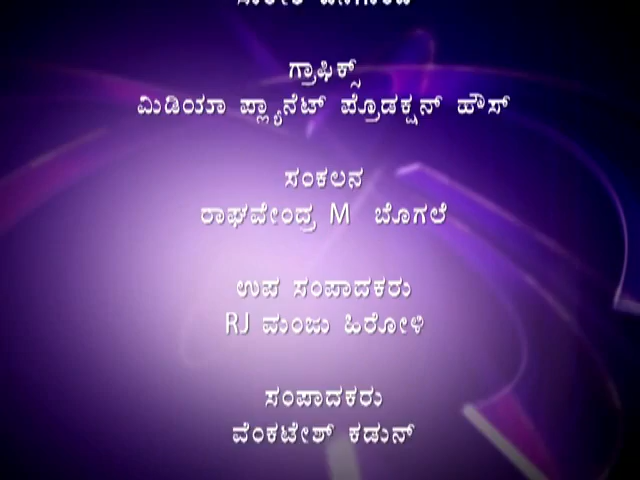 ಗ್ರಾಫಿಕ್ಸ್
ಮಿಡಿಯಾ ಪ್ಲ್ಯಾನೆಟ್ ಪ್ರೊಡಕ್ಷನ್ ಹೌಸ್
ಸಂಕಲನ
ರಾಘವೇಂದ್ರ M ಬೊಗಲೆ
ಉಪ ಸಂಪಾದಕರು
RJ ಮಂಜು ಹಿರೋಳಿ
ಸಂಪಾದಕರು
ವೆಂಕಟೇಶ್ ಕಡುನ್